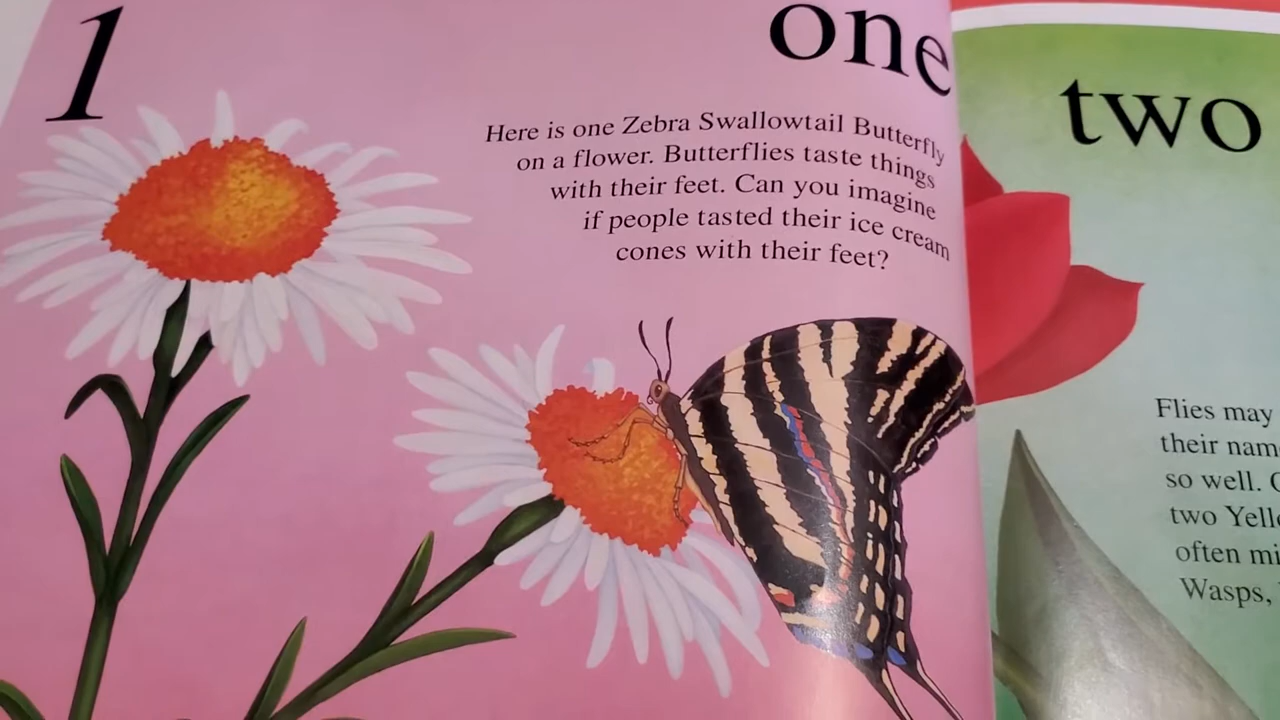 1
one
Here is one Zebra Swallowtail Butterfly
on a flower. Butterflies taste things
with their feet. Can you imagine
if people tasted their ice cream
cones with their feet?
two
Flies may
their nam
so well.
two Yell
often mi
Wasps,